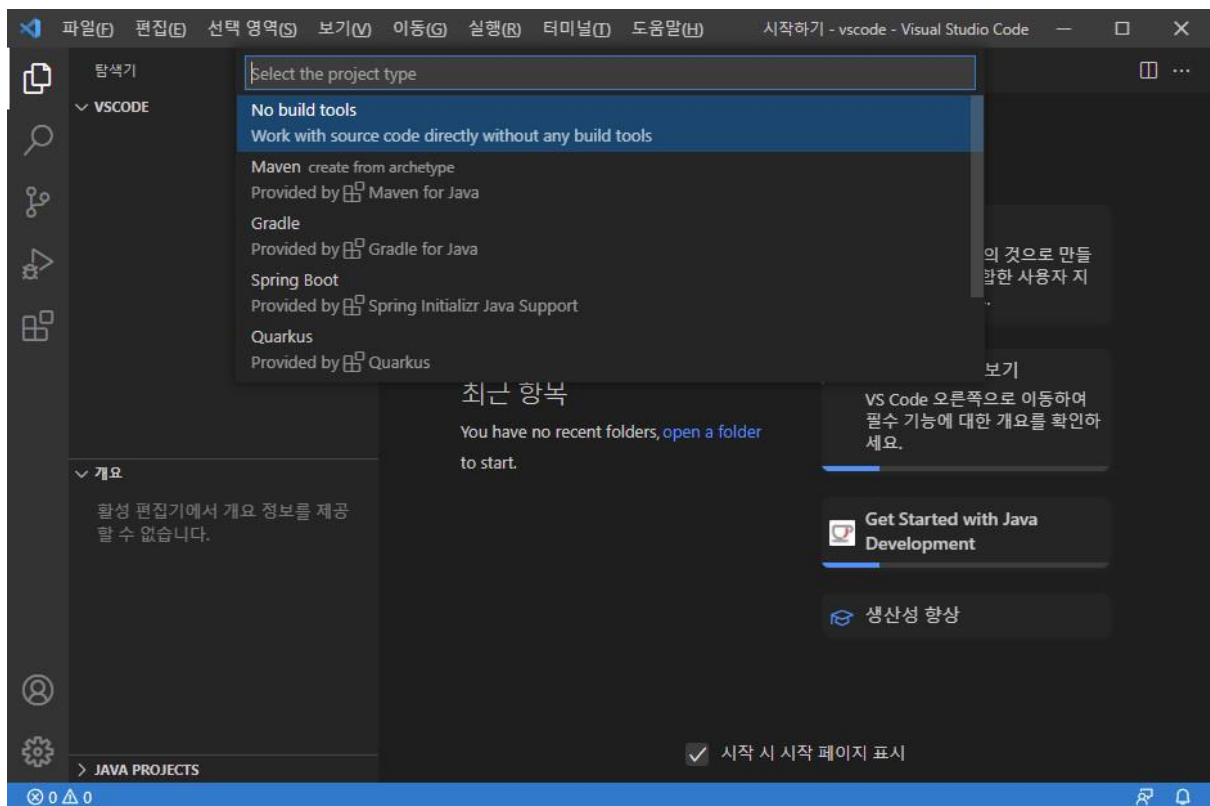 파일(F) 편집(E) 선택 영역(S) 보기(V) 이동(G) 실행(R) 터미널(T) 도움말(H) 시작하기 - vscode - Visual Studio Code
탐색기
VSCODE
Select the project type
No build tools
Work with source code directly without any build tools
Maven create from archetype
Provided by Maven for Java
Gradle
Provided by Gradle for Java
Spring Boot
Provided by Spring Initializr Java Support
Quarkus
Provided by Quarkus
의 것으로 만들
합한 사용자 지
최근 항목
You have no recent folders, open a folder
to start.
보기
VS Code 오른쪽으로 이동하여
필수 기능에 대한 개요를 확인하
세요.
Get Started with Java
Development
생산성 향상
개요
활성 편집기에서 개요 정보를 제공
할 수 없습니다.
시작 시 시작 페이지 표시
JAVA PROJECTS
0 0